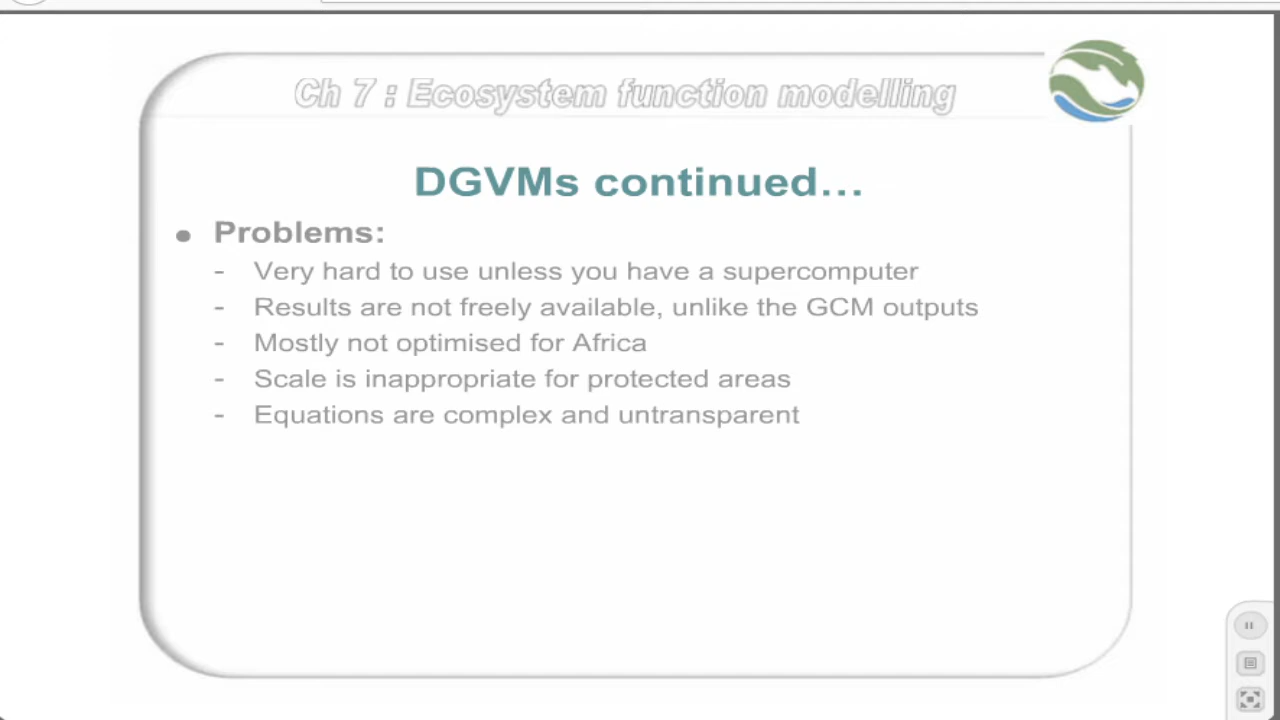 Ch 7 : Ecosystem function modelling
DGVMs continued...
● Problems:
- Very hard to use unless you have a supercomputer
- Results are not freely available, unlike the GCM outputs
- Mostly not optimised for Africa
- Scale is inappropriate for protected areas
- Equations are complex and untransparent